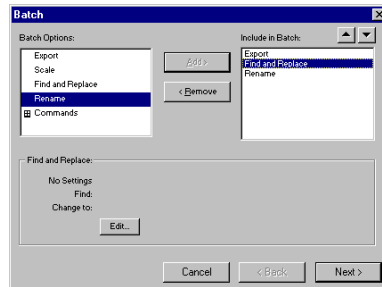 Batch
Batch Options:
Include in Batch:
Export
Scale
Find and Replace
Rename
Commands
Add >
< Remove
Export
Find and Replace
Rename
Find and Replace:
No Settings
Find:
Change to:
Edit...
Cancel
< Back
Next >